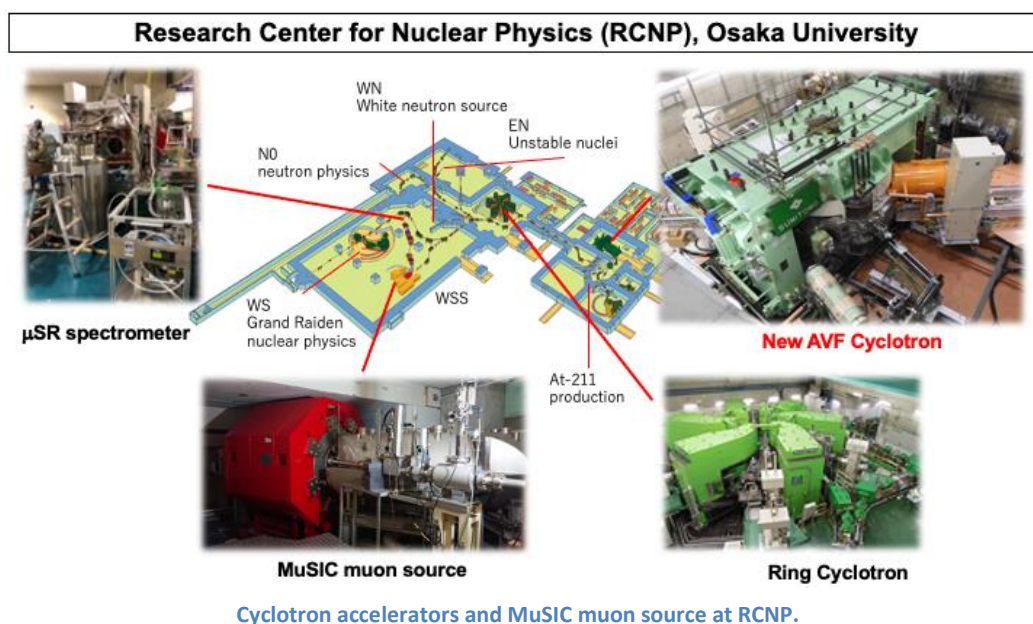 Research Center for Nuclear Physics (RCNP), Osaka University
WN
White neutron source
EN
Unstable nuclei
N0
neutron physics
WS
Grand Raiden
nuclear physics
WSS
At-211
production
μSR spectrometer
New AVF Cyclotron
MuSIC muon source
Ring Cyclotron
Cyclotron accelerators and MuSIC muon source at RCNP.